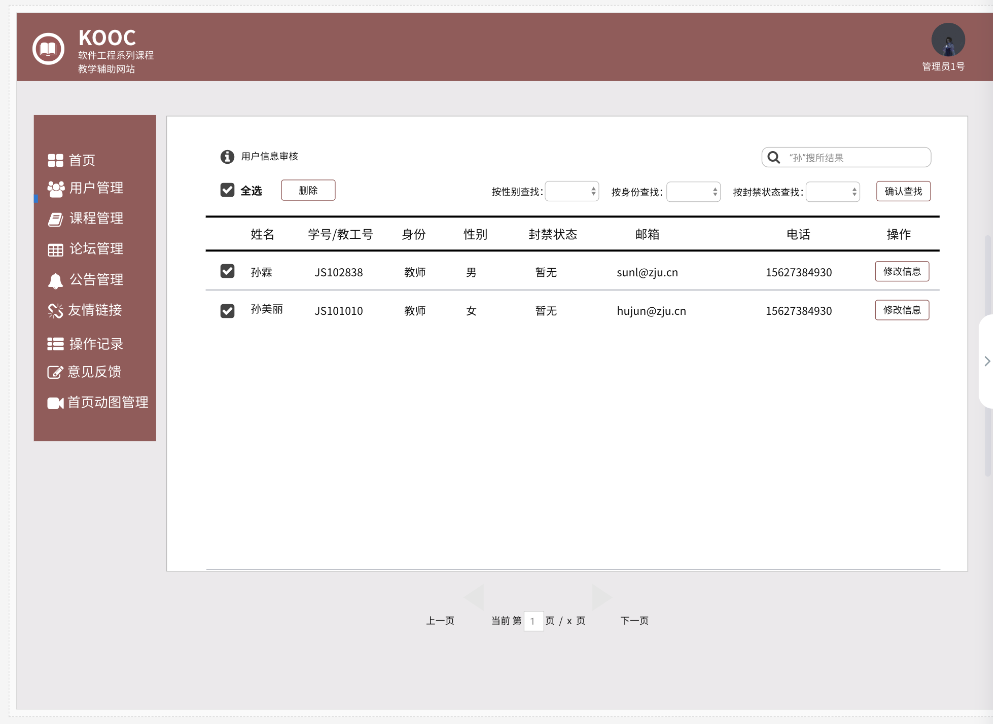 KOOC
软件工程系列课程
教学辅助网站
管理员1号
首页
用户管理
课程管理
论坛管理
公告管理
友情链接
操作记录
意见反馈
首页动图管理
用户信息审核
“孙”搜所结果
全选 删除 按性别查找： 按身份查找： 按封禁状态查找： 确认查找
姓名 学号/教工号 身份 性别 封禁状态 邮箱 电话 操作
孙霖 JS102838 教师 男 暂无 sunl@zju.cn 15627384930 修改信息
孙美丽 JS101010 教师 女 暂无 hujun@zju.cn 15627384930 修改信息
上一页 当前 第 1 页 / x 页 下一页